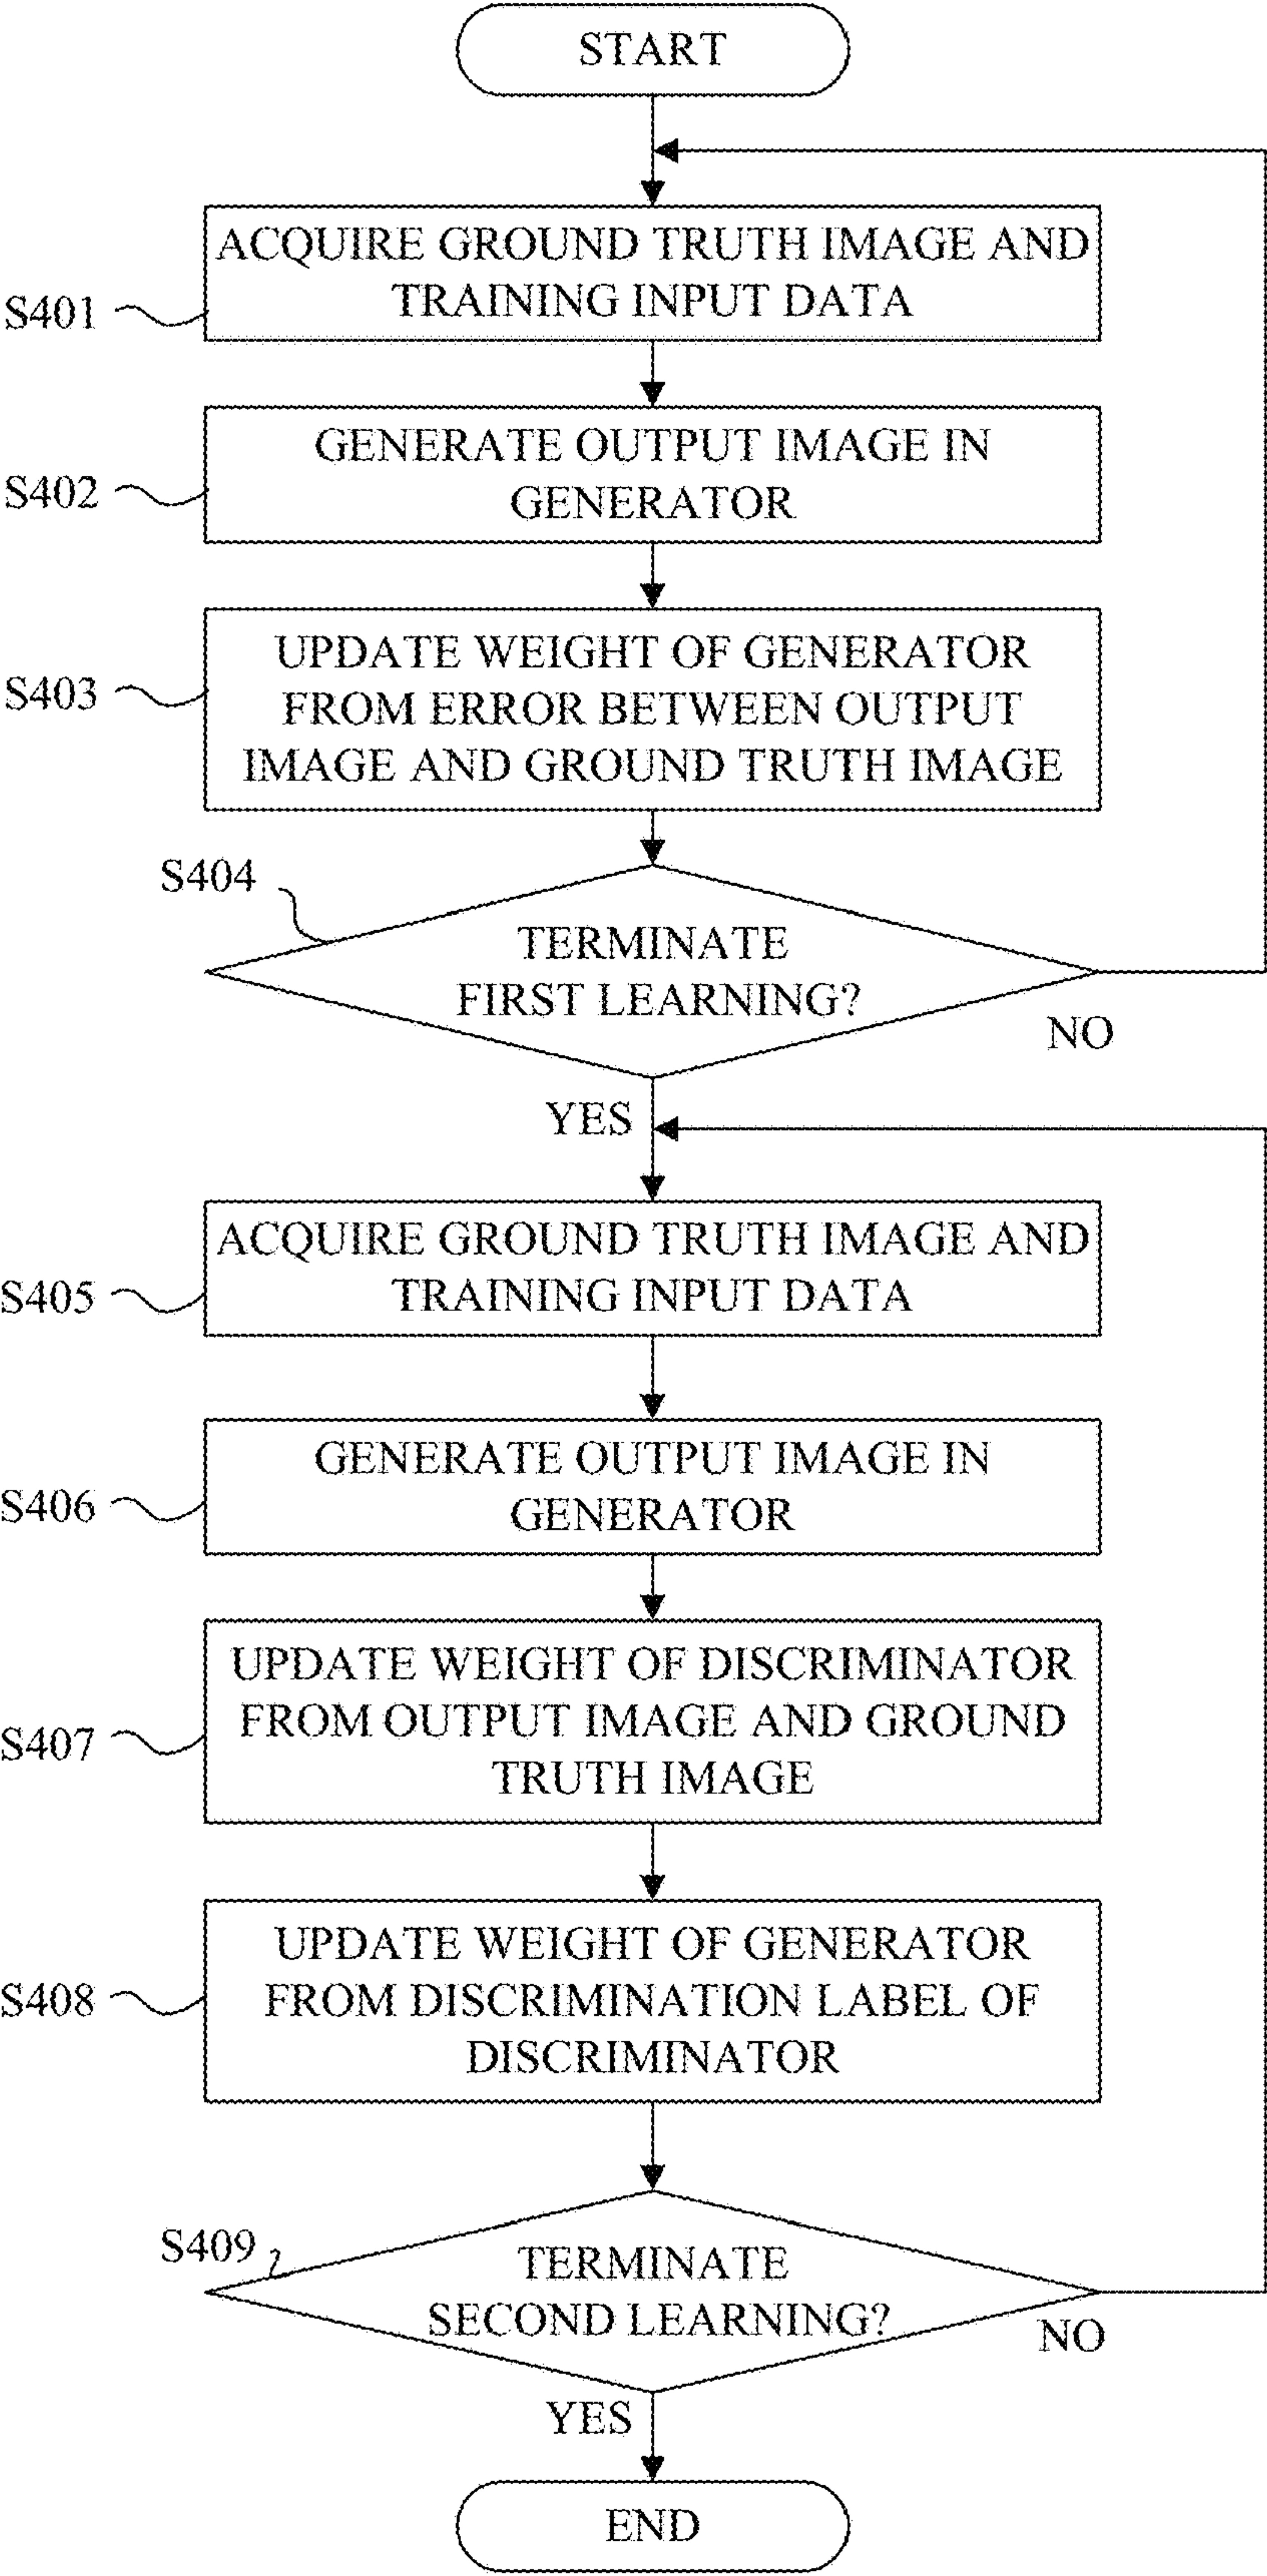 START
ACQUIRE GROUND TRUTH IMAGE AND
TRAINING INPUT DATA
S401
GENERATE OUTPUT IMAGE IN
GENERATOR
S402
UPDATE WEIGHT OF GENERATOR
FROM ERROR BETWEEN OUTPUT
IMAGE AND GROUND TRUTH IMAGE
S403
S404
TERMINATE
FIRST LEARNING?
NO
YES
ACQUIRE GROUND TRUTH IMAGE AND
TRAINING INPUT DATA
S405
GENERATE OUTPUT IMAGE IN
GENERATOR
S406
UPDATE WEIGHT OF DISCRIMINATOR
FROM OUTPUT IMAGE AND GROUND
TRUTH IMAGE
S407
UPDATE WEIGHT OF GENERATOR
FROM DISCRIMINATION LABEL OF
DISCRIMINATOR
S408
S409
TERMINATE
SECOND LEARNING?
NO
YES
END